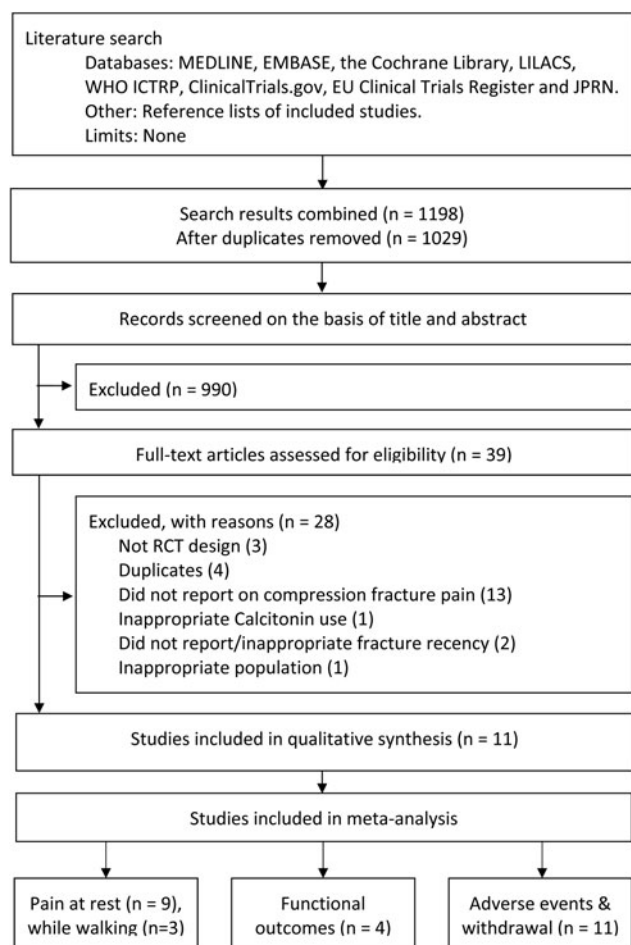 Literature search
Databases: MEDLINE, EMBASE, the Cochrane Library, LILACS,
WHO ICTRP, ClinicalTrials.gov, EU Clinical Trials Register and JPRN.
Other: Reference lists of included studies.
Limits: None
Search results combined (n = 1198)
After duplicates removed (n = 1029)
Records screened on the basis of title and abstract
Excluded (n = 990)
Full-text articles assessed for eligibility (n = 39)
Excluded, with reasons (n = 28)
Not RCT design (3)
Duplicates (4)
Did not report on compression fracture pain (13)
Inappropriate Calcitonin use (1)
Did not report/inappropriate fracture recency (2)
Inappropriate population (1)
Studies included in qualitative synthesis (n = 11)
Studies included in meta-analysis
Pain at rest (n = 9),
while walking (n=3)
Functional
outcomes (n = 4)
Adverse events &
withdrawal (n = 11)